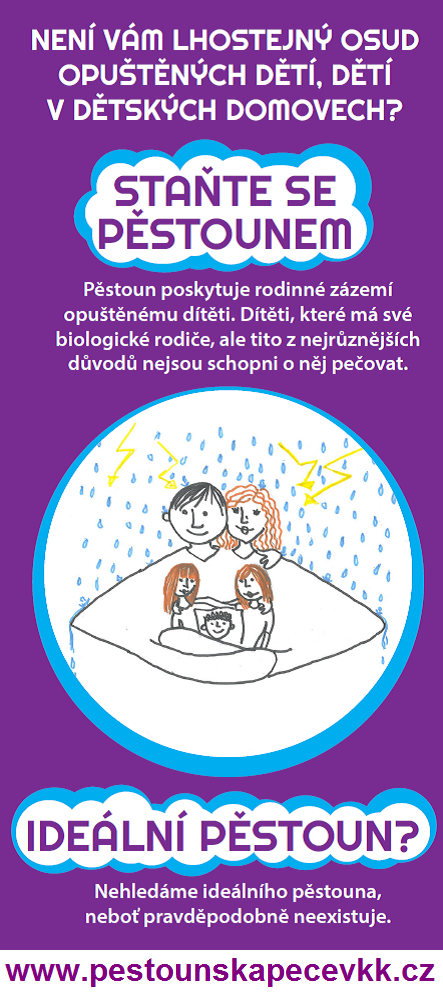 NENÍ VÁM LHOSTEJNÝ OSUD
OPUŠTĚNÝCH DĚTÍ, DĚTÍ
V DĚTSKÝCH DOMOVECH?
STAŇTE SE
PĚSTOUNEM
Pěstoun poskytuje rodinné zázemí
opuštěnému dítěti. Dítěti, které má své
biologické rodiče, ale tito z nejrůznějších
důvodů nejsou schopni o něj pečovat.
IDEÁLNÍ PĚSTOUN?
Nehledáme ideálního pěstouna,
neboť pravděpodobně neexistuje.
www.pestounskapecevkk.cz